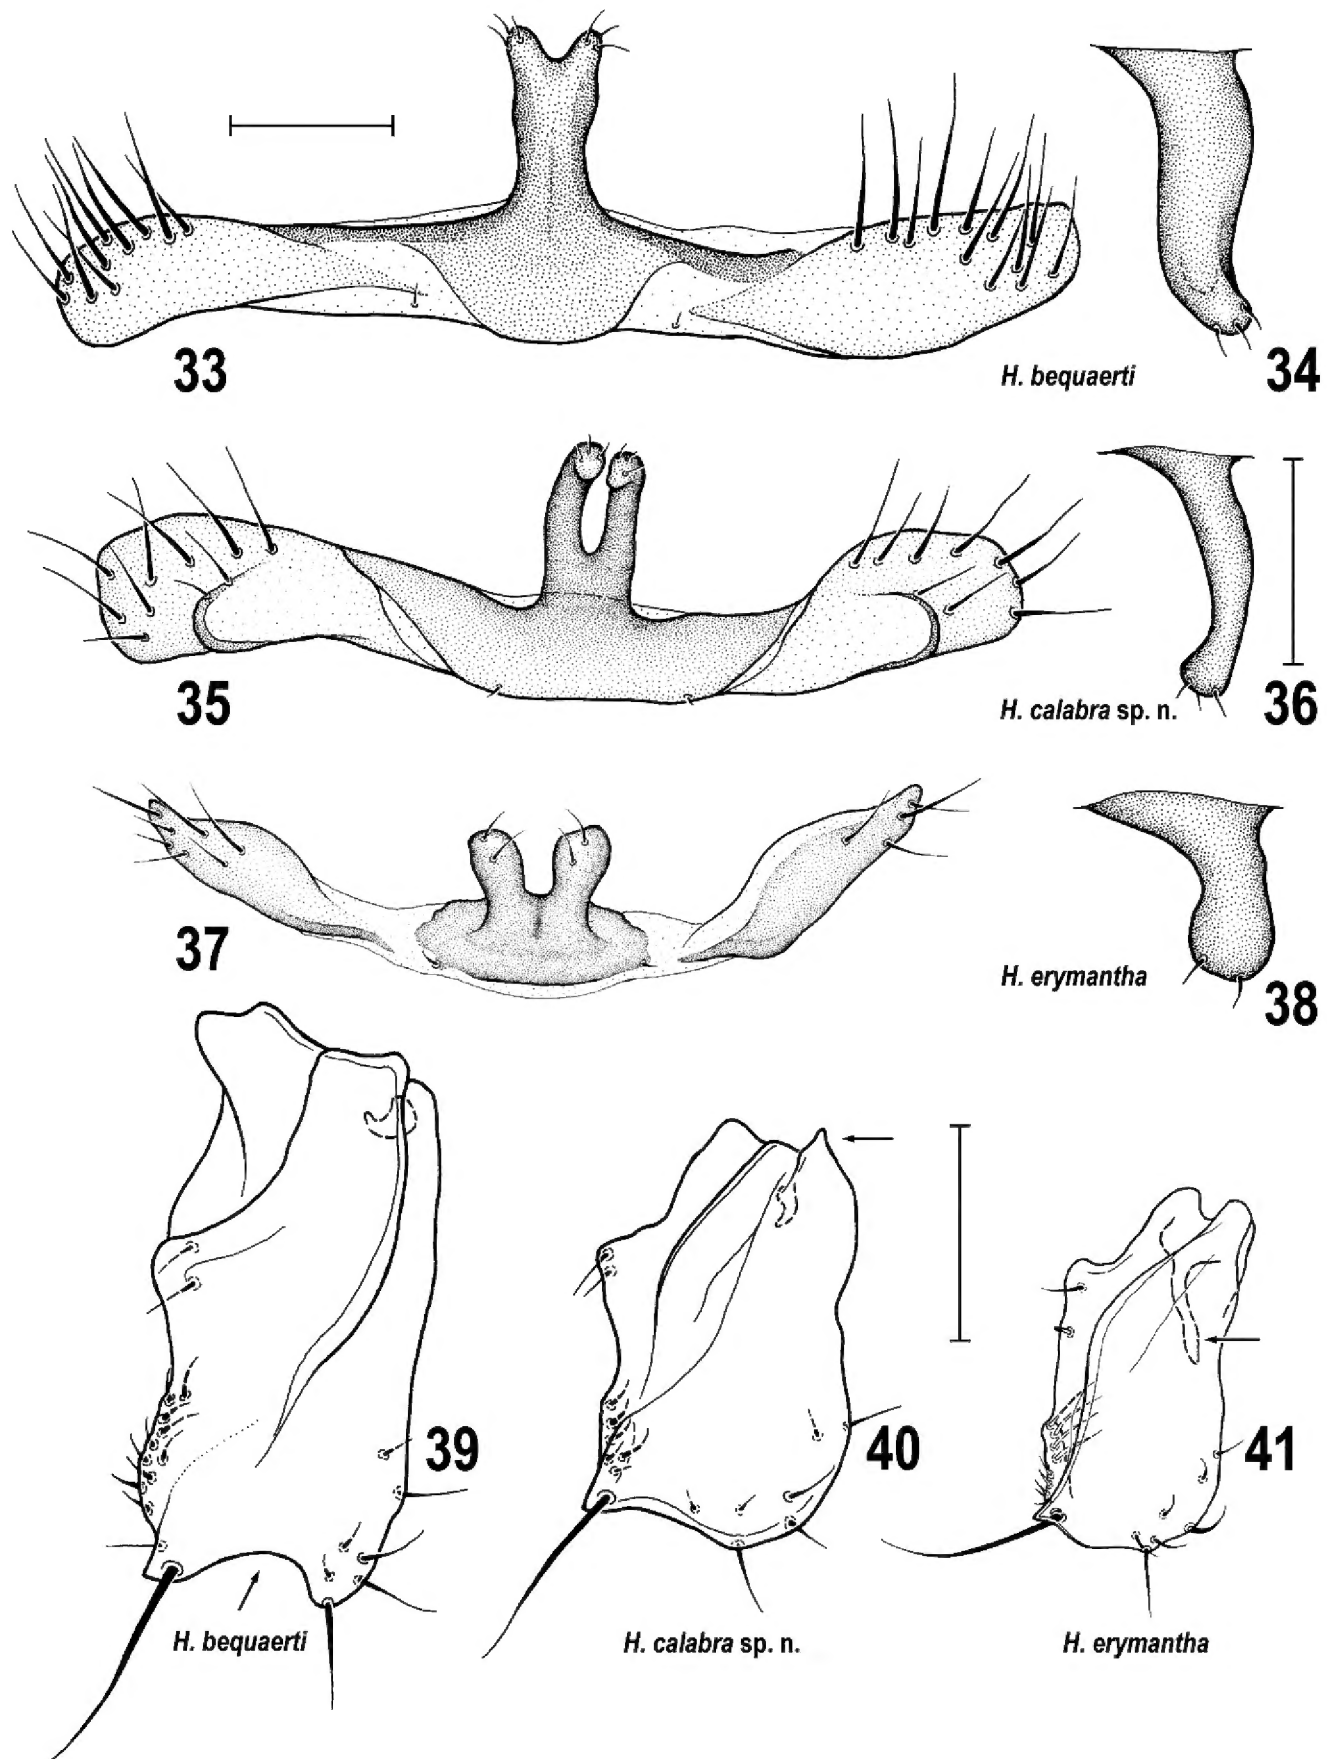 33
H. bequaerti
34
35
H. calabra sp. n.
36
37
H. erymantha
38
39
40
41
H. bequaerti
H. calabra sp. n.
H. erymantha